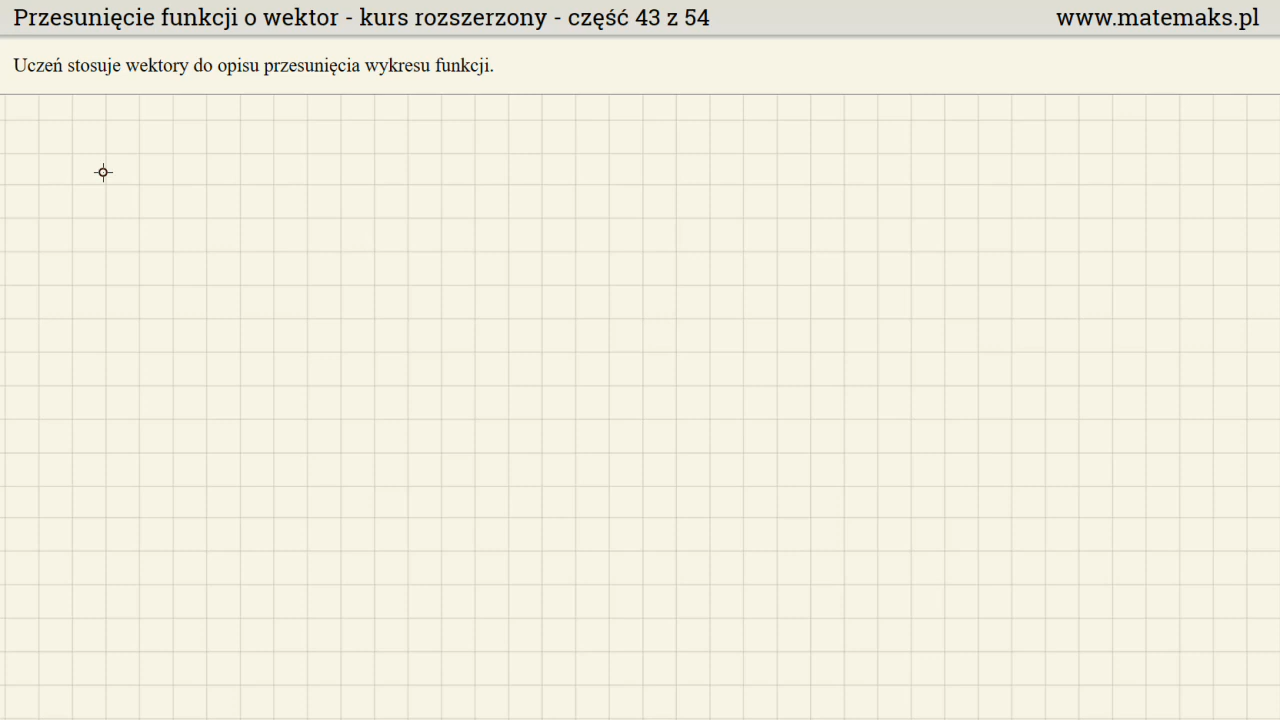 Przesunięcie funkcji o wektor - kurs rozszerzony - część 43 z 54
www.matemaks.pl
Uczeń stosuje wektory do opisu przesunięcia wykresu funkcji.